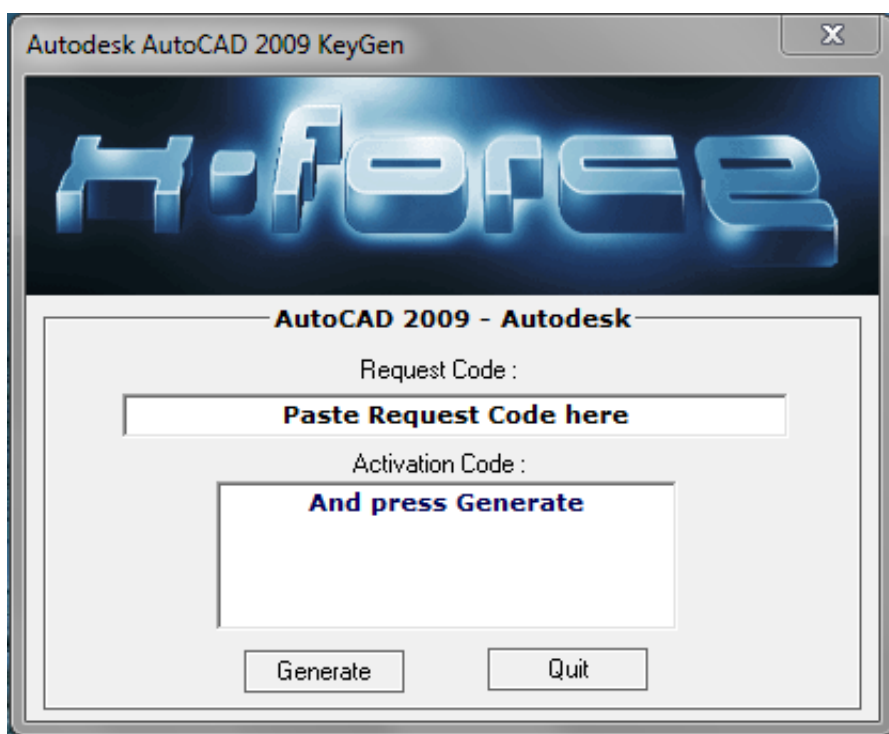 Autodesk AutoCAD 2009 KeyGen
X-force
AutoCAD 2009 - Autodesk
Request Code :
Paste Request Code here
Activation Code :
And press Generate
Generate Quit